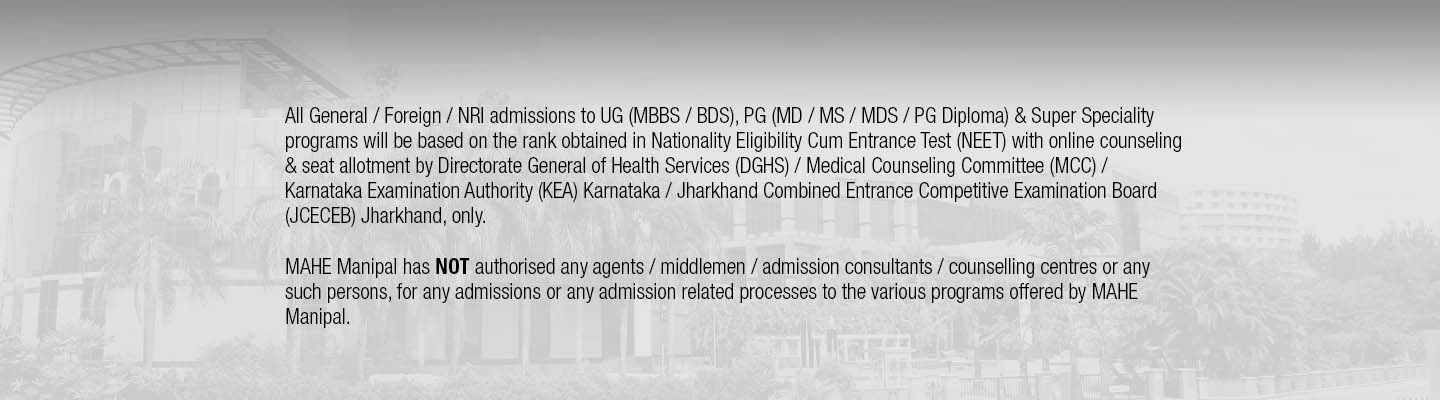 All General / Foreign / NRI admissions to UG (MBBS / BDS), PG (MD / MS / MDS / PG Diploma) & Super Speciality
programs will be based on the rank obtained in Nationality Eligibility Cum Entrance Test (NEET) with online counseling
& seat allotment by Directorate General of Health Services (DGHS) / Medical Counseling Committee (MCC) /
Karnataka Examination Authority (KEA) Karnataka / Jharkhand Combined Entrance Competitive Examination Board
(JCECEB) Jharkhand, only.
MAHE Manipal has NOT authorised any agents / middlemen / admission consultants / counselling centres or any
such persons, for any admissions or any admission related processes to the various programs offered by MAHE
Manipal.